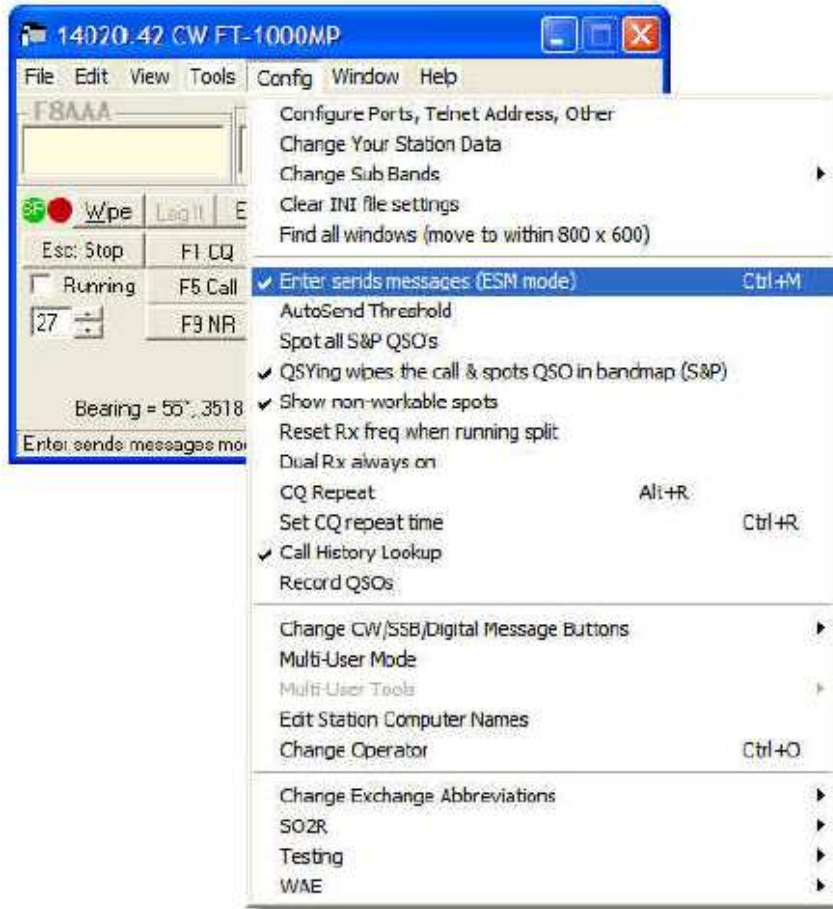 14020.42 CW FT-1000MP
File Edit View Tools Config Window Help
F8AAA
SP
Wipe
Log It
E
Esc: Stop
F1 CQ
Running
F5 Call
27
F9 NR
Bearing = 55°, 3518
Enter sends messages mo
Configure Ports, Telnet Address, Other
Change Your Station Data
Change Sub Bands
Clear INI file settings
Find all windows (move to within 800 x 600)
Enter sends messages (ESM mode) Ctrl+M
AutoSend Threshold
Spot all S&P QSO's
QSYing wipes the call & spots QSO in bandmap (S&P)
Show non-workable spots
Reset Rx freq when running split
Dual Rx always on
CQ Repeat Alt+R
Set CQ repeat time Ctrl+R
Call History Lookup
Record QSOs
Change CW/SSB/Digital Message Buttons
Multi-User Mode
Multi-User Tools
Edit Station Computer Names
Change Operator Ctrl+O
Change Exchange Abbreviations
SO2R
Testing
WAE